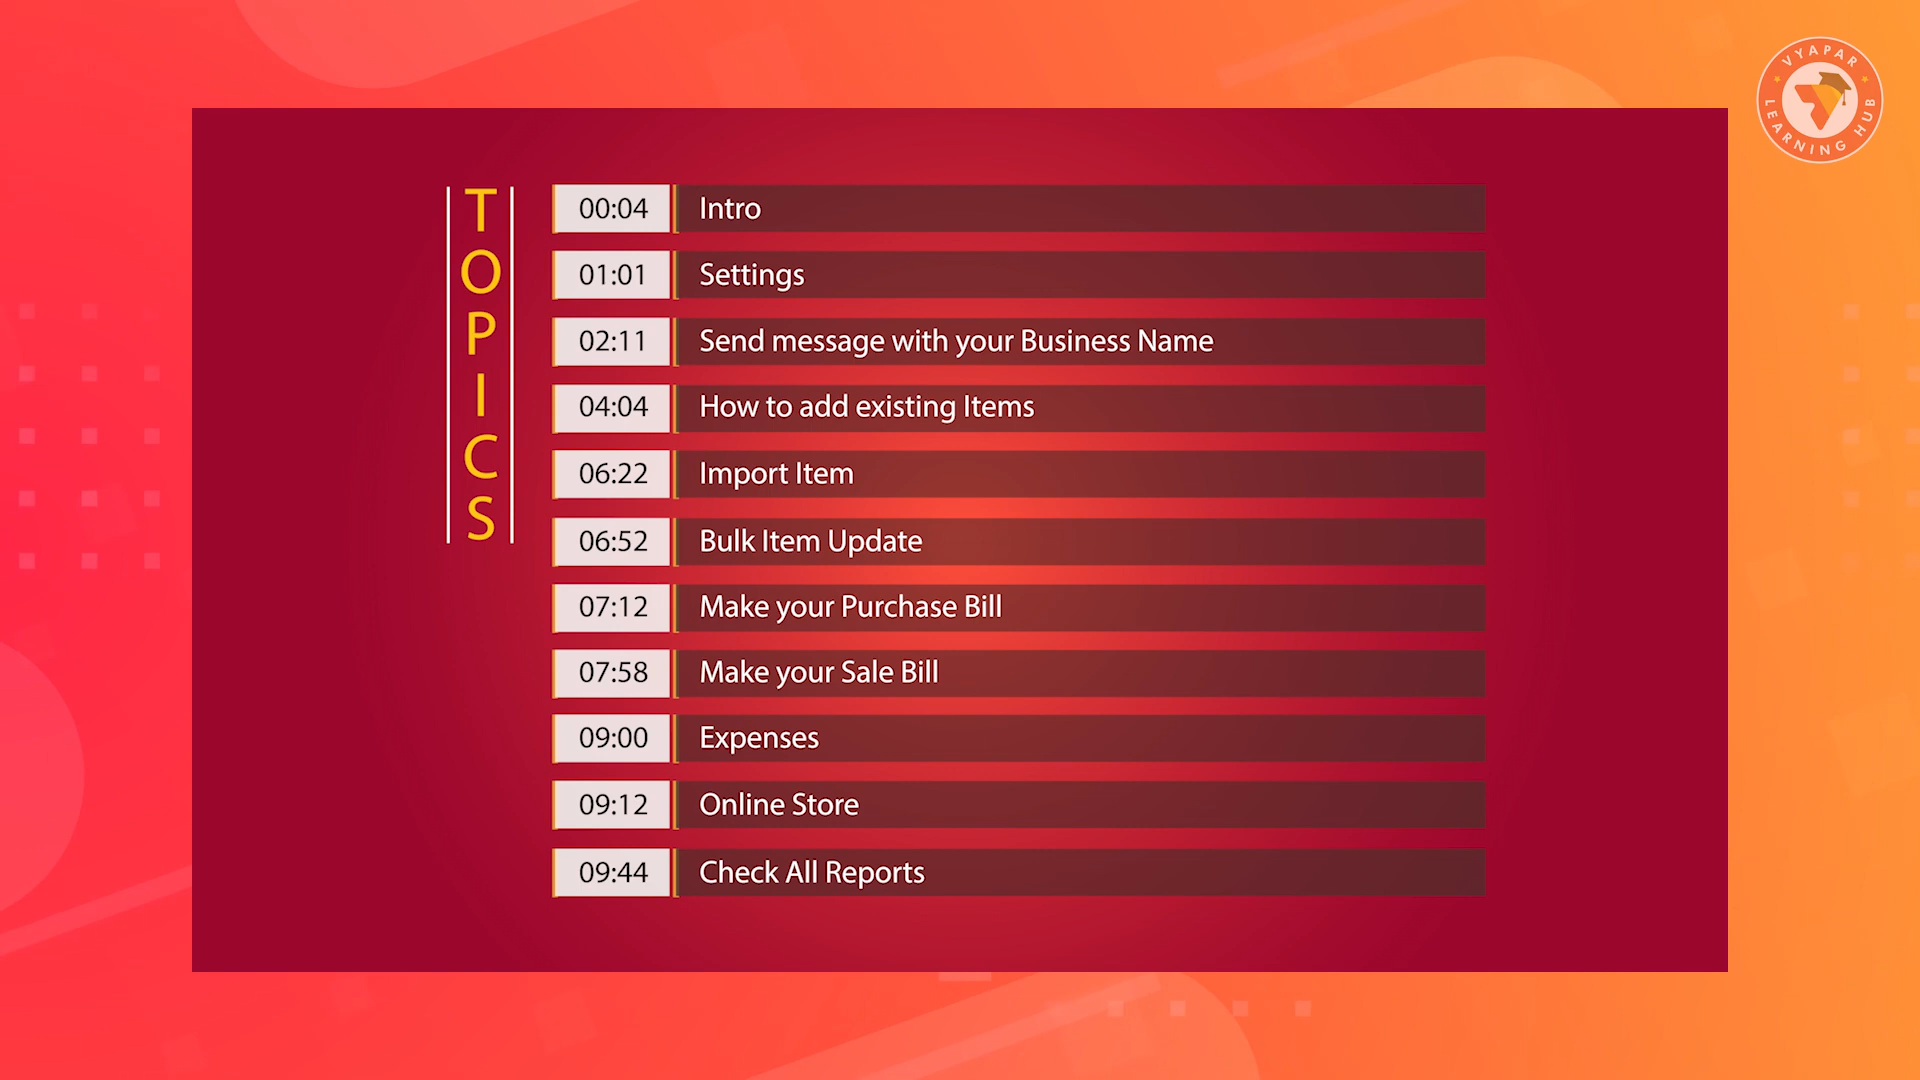 VYAPAR
LEARNING HUB
TOPICS
00:04 Intro
01:01 Settings
02:11 Send message with your Business Name
04:04 How to add existing Items
06:22 Import Item
06:52 Bulk Item Update
07:12 Make your Purchase Bill
07:58 Make your Sale Bill
09:00 Expenses
09:12 Online Store
09:44 Check All Reports